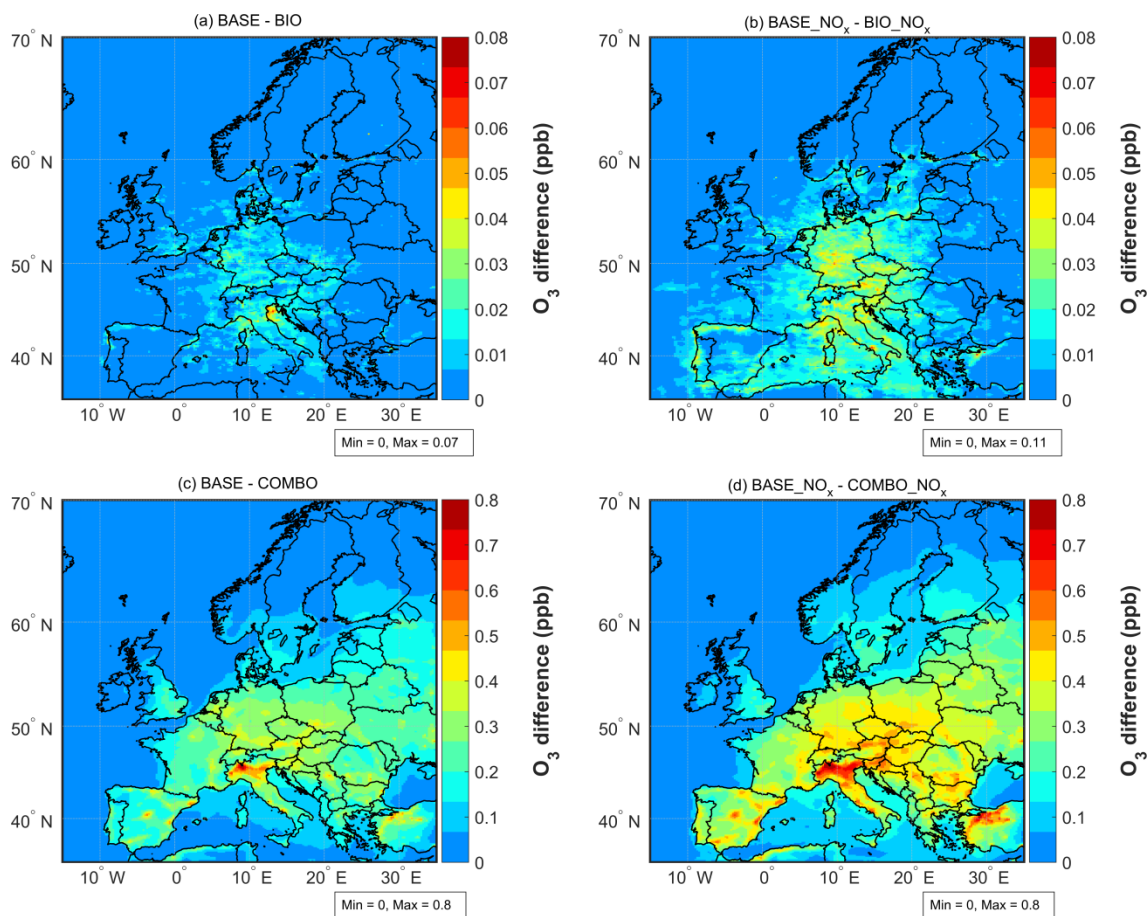 (a) BASE - BIO
70° N
60° N
50° N
40° N
10° W 0° 10° E 20° E 30° E
0.08
0.06
0.05
0.04
0.03
0.02
0.01
0
O₃ difference (ppb)
Min = 0, Max = 0.07
(b) BASE_NOₓ - BIO_NOₓ
70° N
60° N
50° N
40° N
10° W 0° 10° E 20° E 30° E
0.08
0.06
0.05
0.04
0.03
0.02
0.01
0
O₃ difference (ppb)
Min = 0, Max = 0.11
(c) BASE - COMBO
70° N
60° N
50° N
40° N
10° W 0° 10° E 20° E 30° E
0.8
0.7
0.6
0.5
0.4
0.3
0.2
0.1
0
O₃ difference (ppb)
Min = 0, Max = 0.8
(d) BASE_NOₓ - COMBO_NOₓ
70° N
60° N
50° N
40° N
10° W 0° 10° E 20° E 30° E
0.8
0.7
0.6
0.5
0.4
0.3
0.2
0.1
0
O₃ difference (ppb)
Min = 0, Max = 0.8